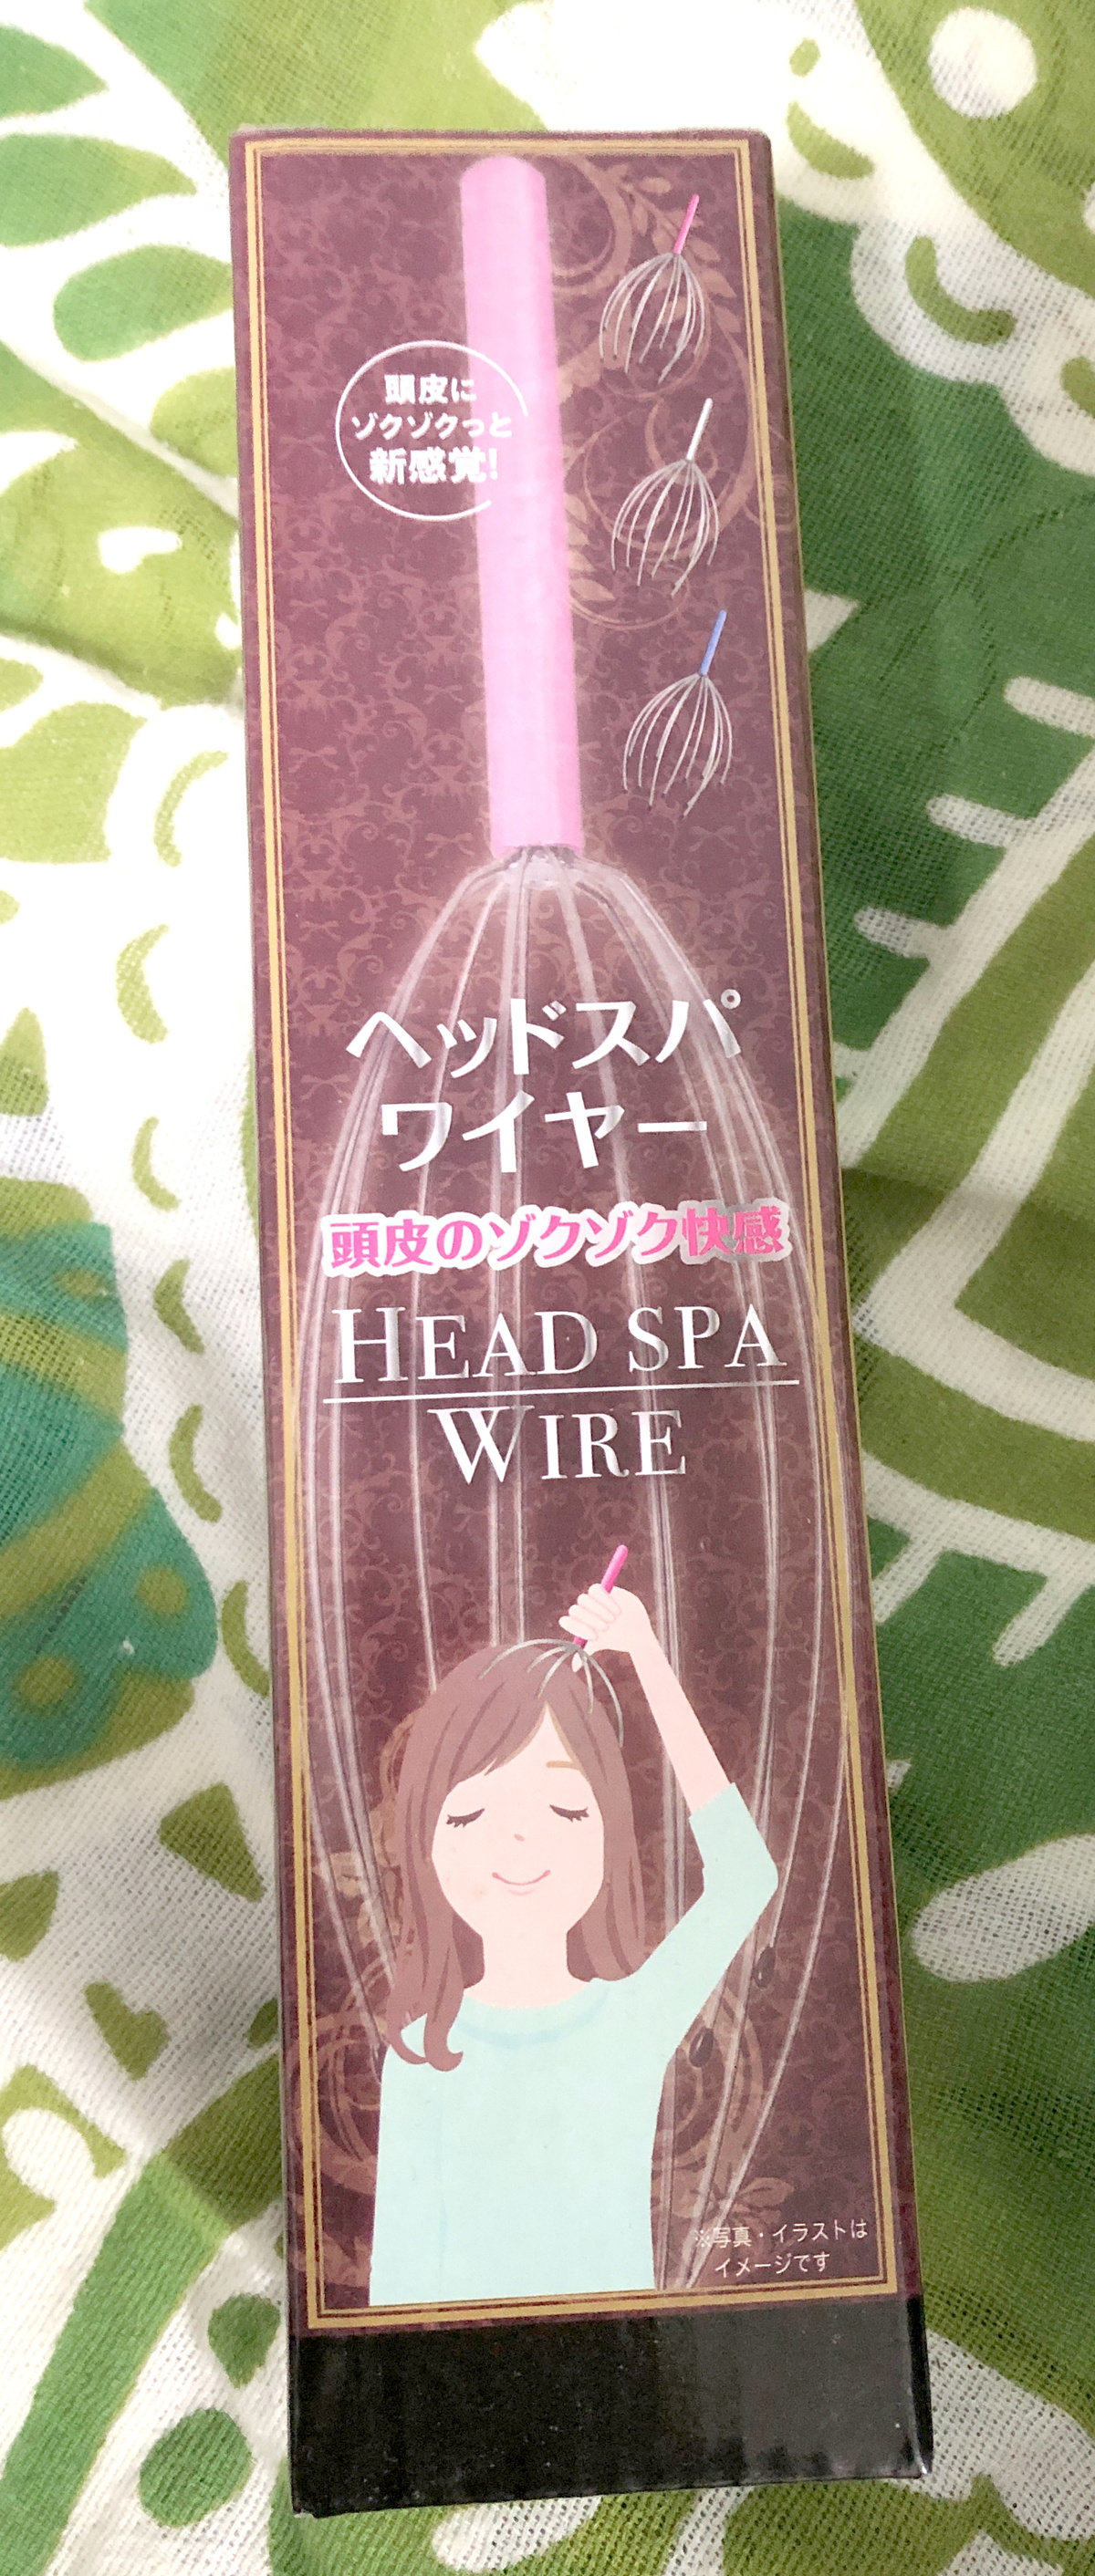 頭皮に
ゾクゾクっと
新感覚!
ヘッドスパ
ワイヤー
頭皮のゾクゾク快感
HEAD SPA
WIRE
※写真・イラストは
イメージです